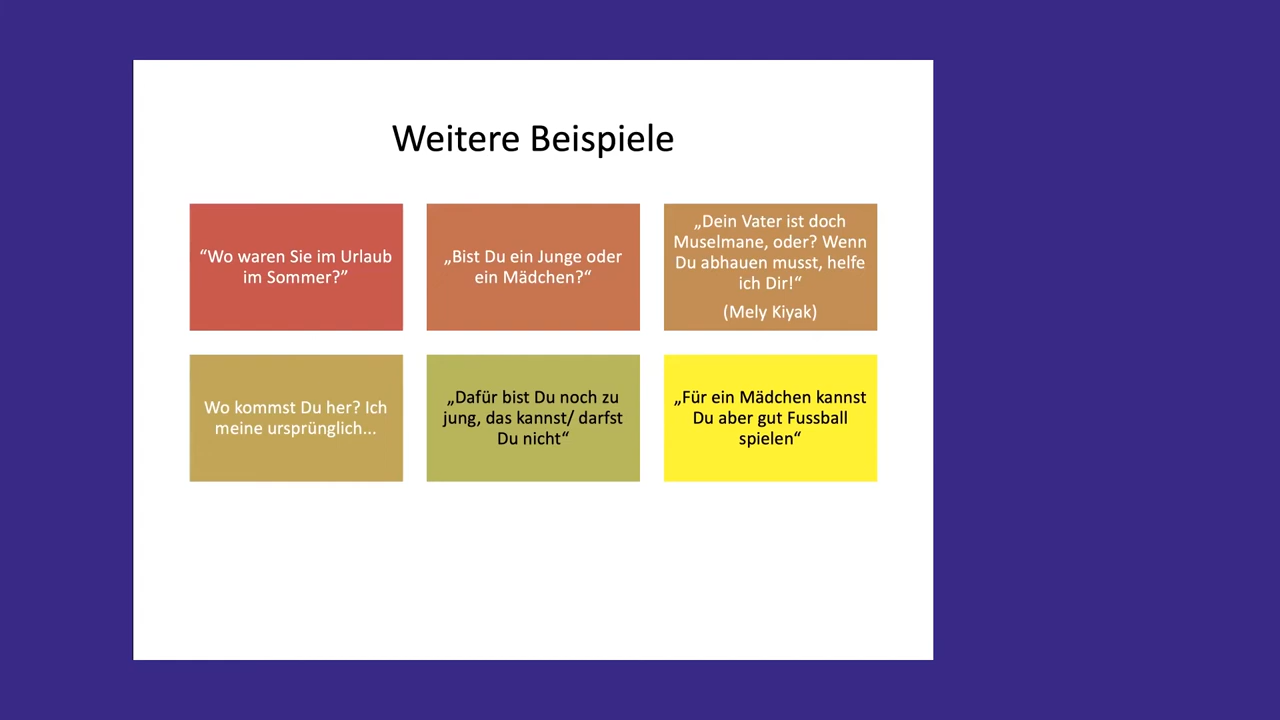 Weitere Beispiele
“Wo waren Sie im Urlaub
im Sommer?”
„Bist Du ein Junge oder
ein Mädchen?“
„Dein Vater ist doch
Muselmane, oder? Wenn
Du abhauen musst, helfe
ich Dir!“
(Mely Kiyak)
Wo kommst Du her? Ich
meine ursprünglich...
„Dafür bist Du noch zu
jung, das kannst/ darfst
Du nicht“
„Für ein Mädchen kannst
Du aber gut Fussball
spielen“